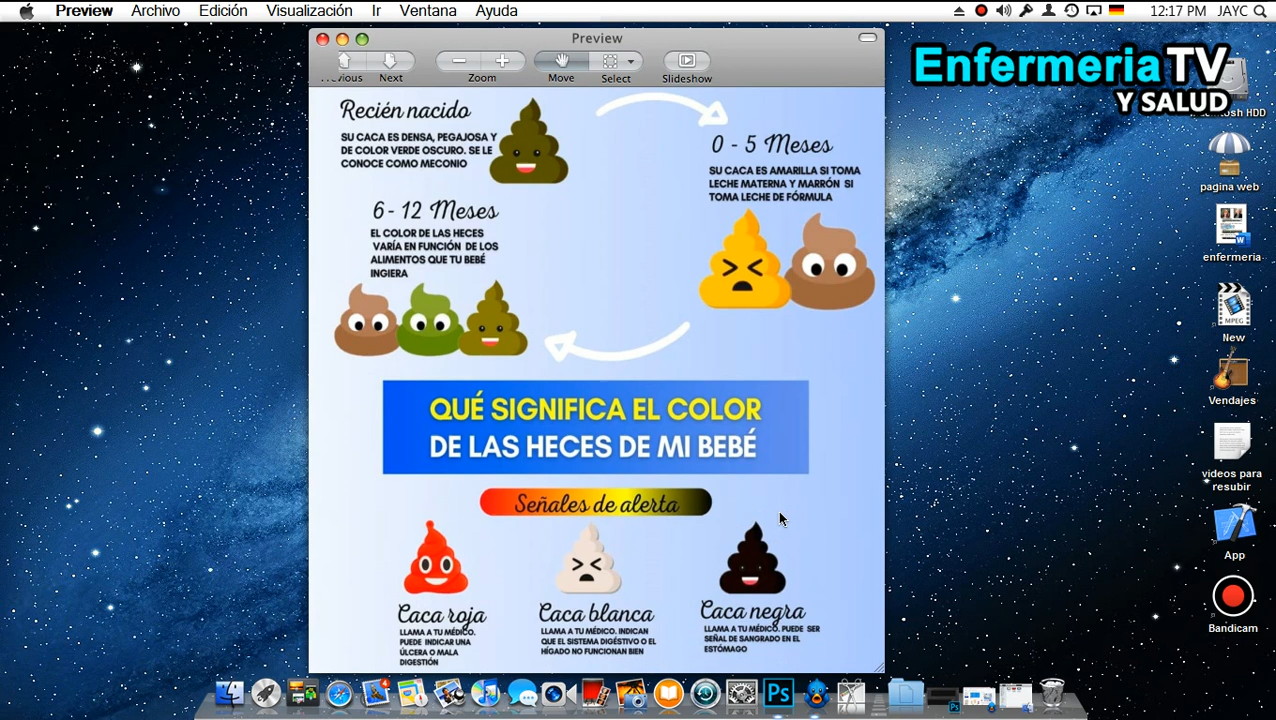 Preview Archivo Edición Visualización Ir Ventana Ayuda
12:17 PM JAYC
Preview
Next
Zoom
Move
Select
Slideshow
EnfermeriaTV
Y SALUD
pagina web
enfermeria
MPEG
New
Vendajes
videos para
resubir
App
Bandicam
Recién nacido
SU CACA ES DENSA, PEGAJOSA Y
DE COLOR VERDE OSCURO. SE LE
CONOCE COMO MECONIO
0 - 5 Meses
SU CACA ES AMARILLA SI TOMA
LECHE MATERNA Y MARRÓN SI
TOMA LECHE DE FÓRMULA
6 - 12 Meses
EL COLOR DE LAS HECES
VARÍA EN FUNCIÓN DE LOS
ALIMENTOS QUE TU BEBÉ
INGIERA
QUÉ SIGNIFICA EL COLOR
DE LAS HECES DE MI BEBÉ
Señales de alerta
Caca roja
LLAMA A TU MÉDICO.
PUEDE INDICAR UNA
ÚLCERA O MALA
DIGESTIÓN
Caca blanca
LLAMA A TU MÉDICO. INDICAN
QUE EL SISTEMA DIGÉSTIVO O EL
HÍGADO NO FUNCIONAN BIEN
Caca negra
LLAMA A TU MÉDICO. PUEDE SER
SEÑAL DE SANGRADO EN EL
ESTÓMAGO
Ps